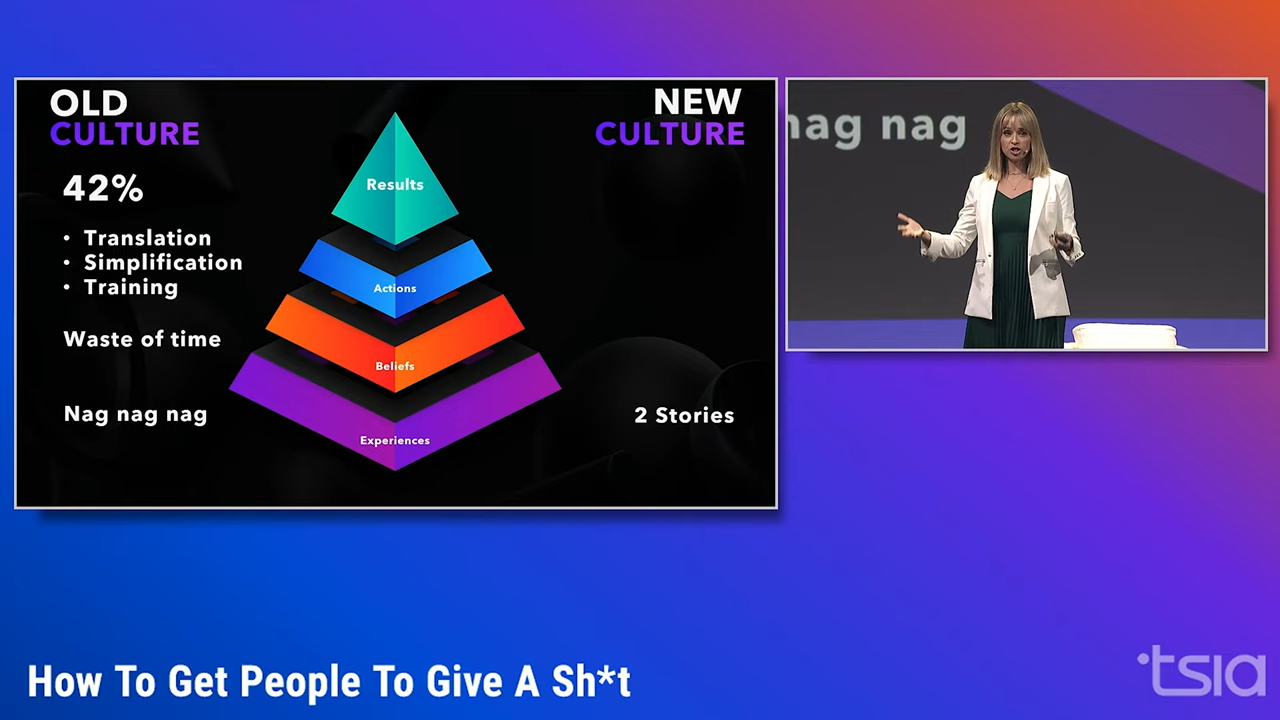 OLD
CULTURE
42%
• Translation
• Simplification
• Training
Waste of time
Nag nag nag
Results
Actions
Beliefs
Experiences
NEW
CULTURE
2 Stories
nag nag
How To Get People To Give A Sh*t
tsia